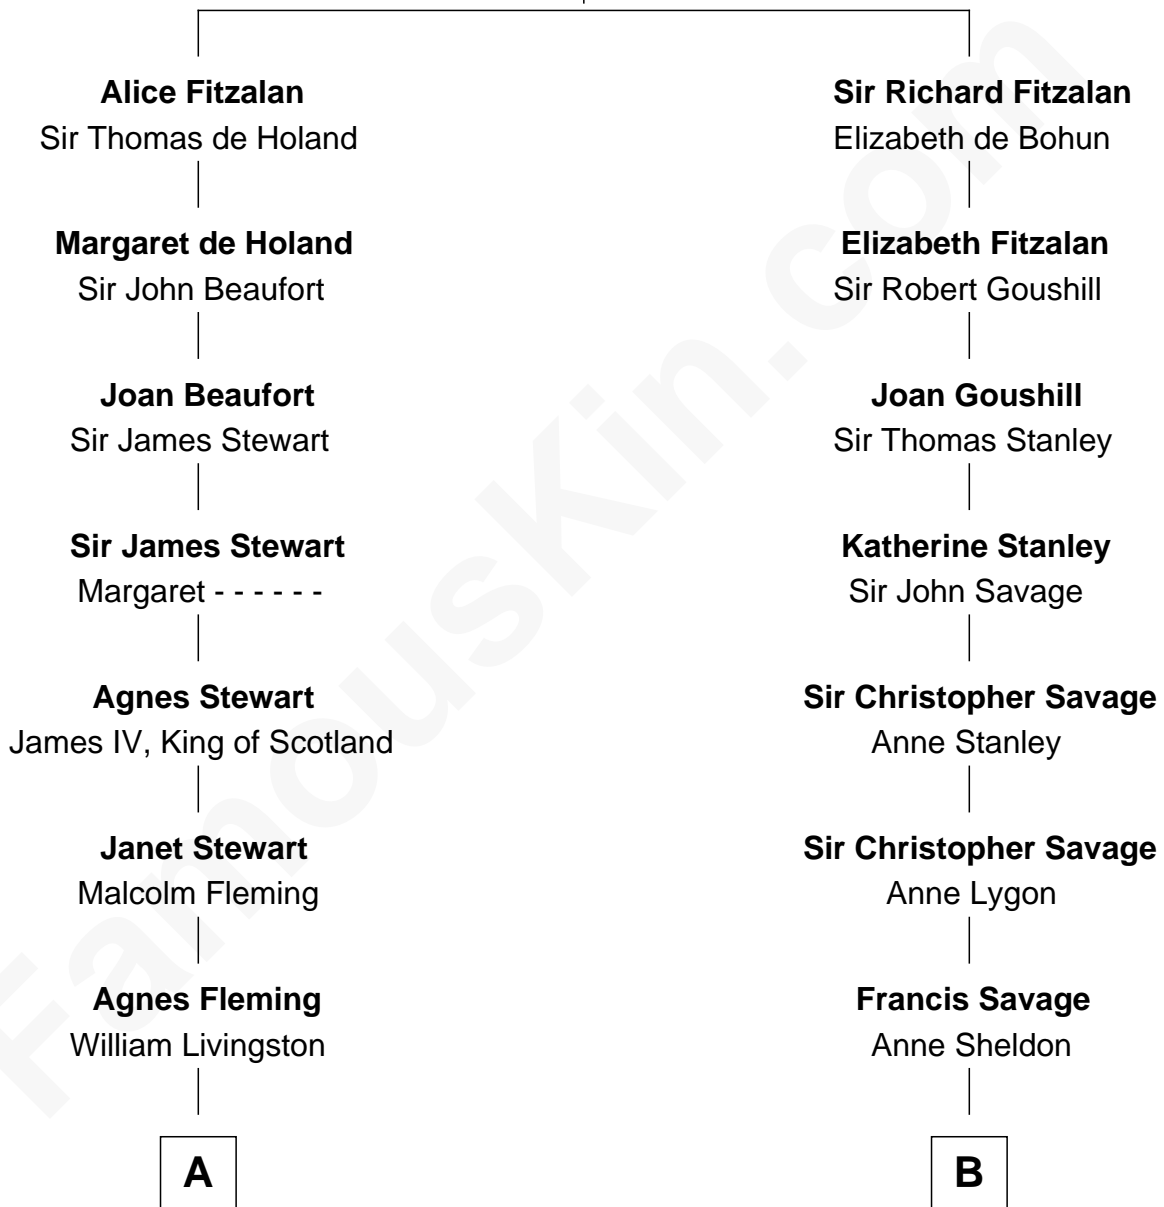 Alice Fitzalan
Sir Thomas de Holand
Margaret de Holand
Sir John Beaufort
Joan Beaufort
Sir James Stewart
Sir James Stewart
Margaret - - - - - -
Agnes Stewart
James IV, King of Scotland
Janet Stewart
Malcolm Fleming
Agnes Fleming
William Livingston
A
Sir Richard Fitzalan
Elizabeth de Bohun
Elizabeth Fitzalan
Sir Robert Goushill
Joan Goushill
Sir Thomas Stanley
Katherine Stanley
Sir John Savage
Sir Christopher Savage
Anne Stanley
Sir Christopher Savage
Anne Lygon
Francis Savage
Anne Sheldon
B
FamousKin.com